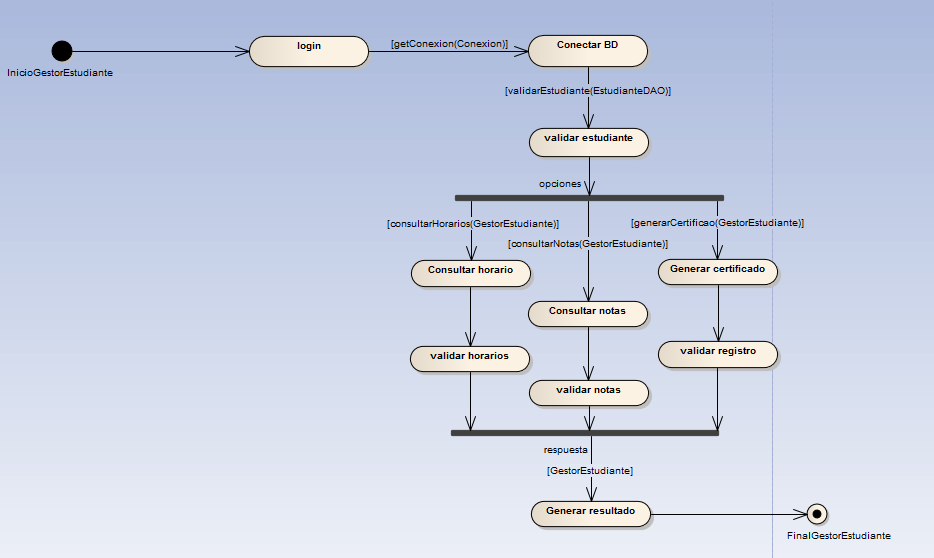 login
[getConexion(Conexion)]
Conectar BD
InicioGestorEstudiante
[validarEstudiante(EstudianteDAO)]
validar estudiante
opciones
[consultarHorarios(GestorEstudiante)]
[generarCertificao(GestorEstudiante)]
[consultarNotas(GestorEstudiante)]
Consultar horario
Generar certificado
Consultar notas
validar horarios
validar registro
validar notas
respuesta
[GestorEstudiante]
Generar resultado
FinalGestorEstudiante